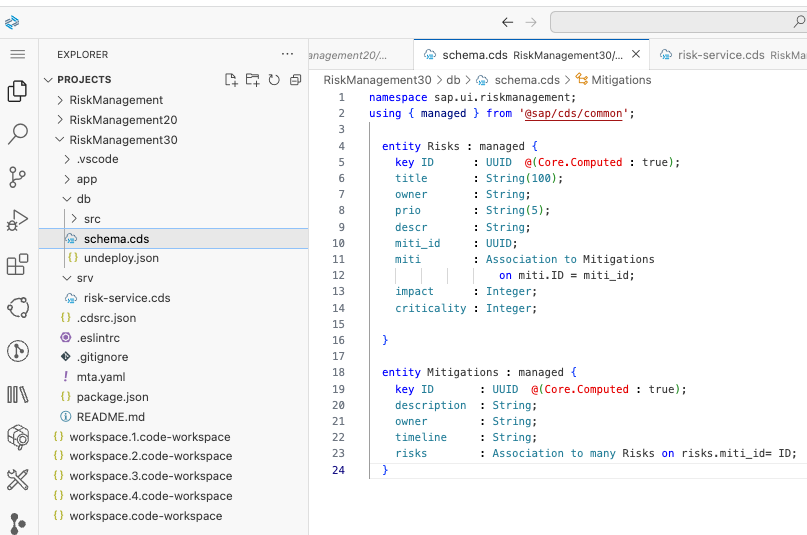 EXPLORER ...
PROJECTS
RiskManagement
RiskManagement20
RiskManagement30
.vscode
app
db
src
schema.cds
undeploy.json
srv
risk-service.cds
.cdsrc.json
.eslintrc
.gitignore
mta.yaml
package.json
README.md
workspace.1.code-workspace
workspace.2.code-workspace
workspace.3.code-workspace
workspace.4.code-workspace
workspace.code-workspace
anagement20/... schema.cds RiskManagement30/... × risk-service.cds RiskMa
RiskManagement30 > db > schema.cds > Mitigations
1 namespace sap.ui.riskmanagement;
2 using { managed } from '@sap/cds/common';
3
4 entity Risks : managed {
5 key ID : UUID @(Core.Computed : true);
6 title : String(100);
7 owner : String;
8 prio : String(5);
9 descr : String;
10 miti_id : UUID;
11 miti : Association to Mitigations
12 on miti.ID = miti_id;
13 impact : Integer;
14 criticality : Integer;
15
16 }
17
18 entity Mitigations : managed {
19 key ID : UUID @(Core.Computed : true);
20 description : String;
21 owner : String;
22 timeline : String;
23 risks : Association to many Risks on risks.miti_id= ID;
24 }